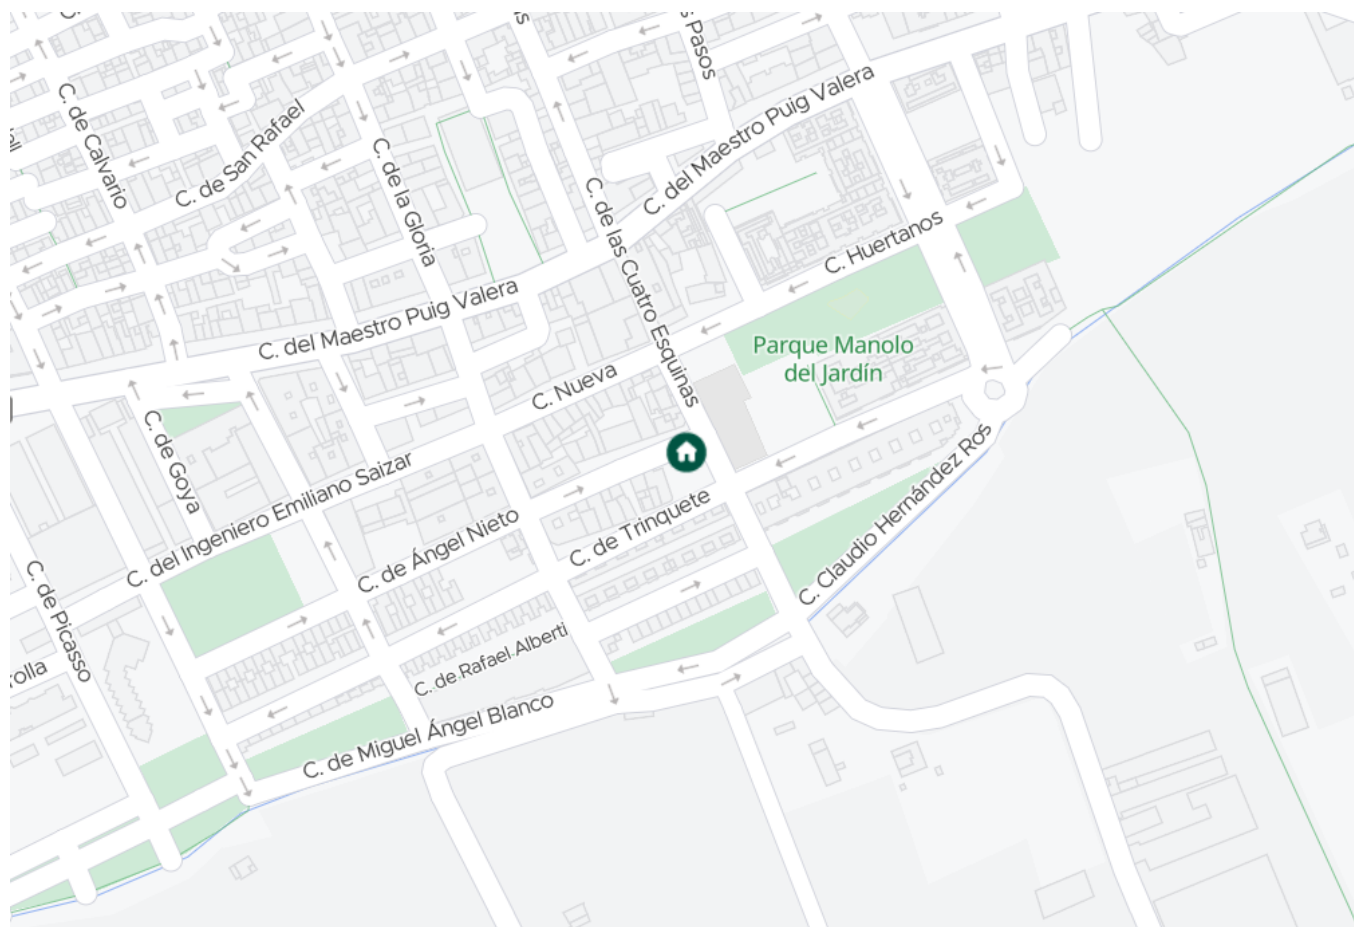 Pasos
C. de Calvario
C. de San Rafael
C. de la Gloria
C. de las Cuatro Esquinas
C. del Maestro Puig Valera
C. Huertanos
C. del Maestro Puig Valera
Parque Manolo
del Jardín
C. Nueva
C. de Goya
C. del Ingeniero Emiliano Saizar
C. de Ángel Nieto
C. de Trinquete
C. Claudio Hernández Ros
C. de Picasso
olla
C. de Rafael Alberti
C. de Miguel Ángel Blanco